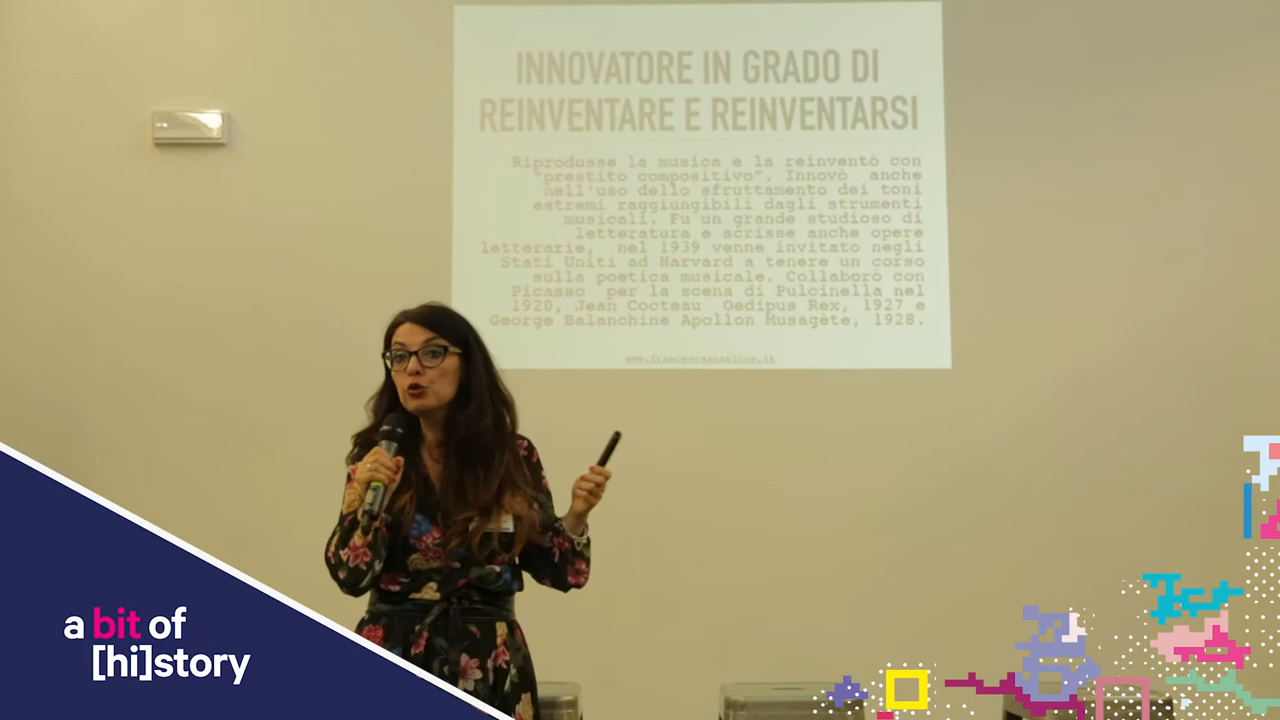 INNOVATORE IN GRADO DI
REINVENTARE E REINVENTARSI
Riprodusse la musica e la reinventò con
"prestito compositivo". Innovò anche
nell'uso dello sfruttamento dei toni
estremi raggiungibili dagli strumenti
musicali. Fu un grande studioso di
letteratura e scrisse anche opere
letterarie, nel 1939 venne invitato negli
Stati Uniti ad Harvard a tenere un corso
sulla poetica musicale. Collaborò con
Picasso per la scena di Pulcinella nel
1920, Jean Cocteau Oedipus Rex, 1927 e
George Balanchine Apollon Musagète, 1928.
a bit of
[hi]story